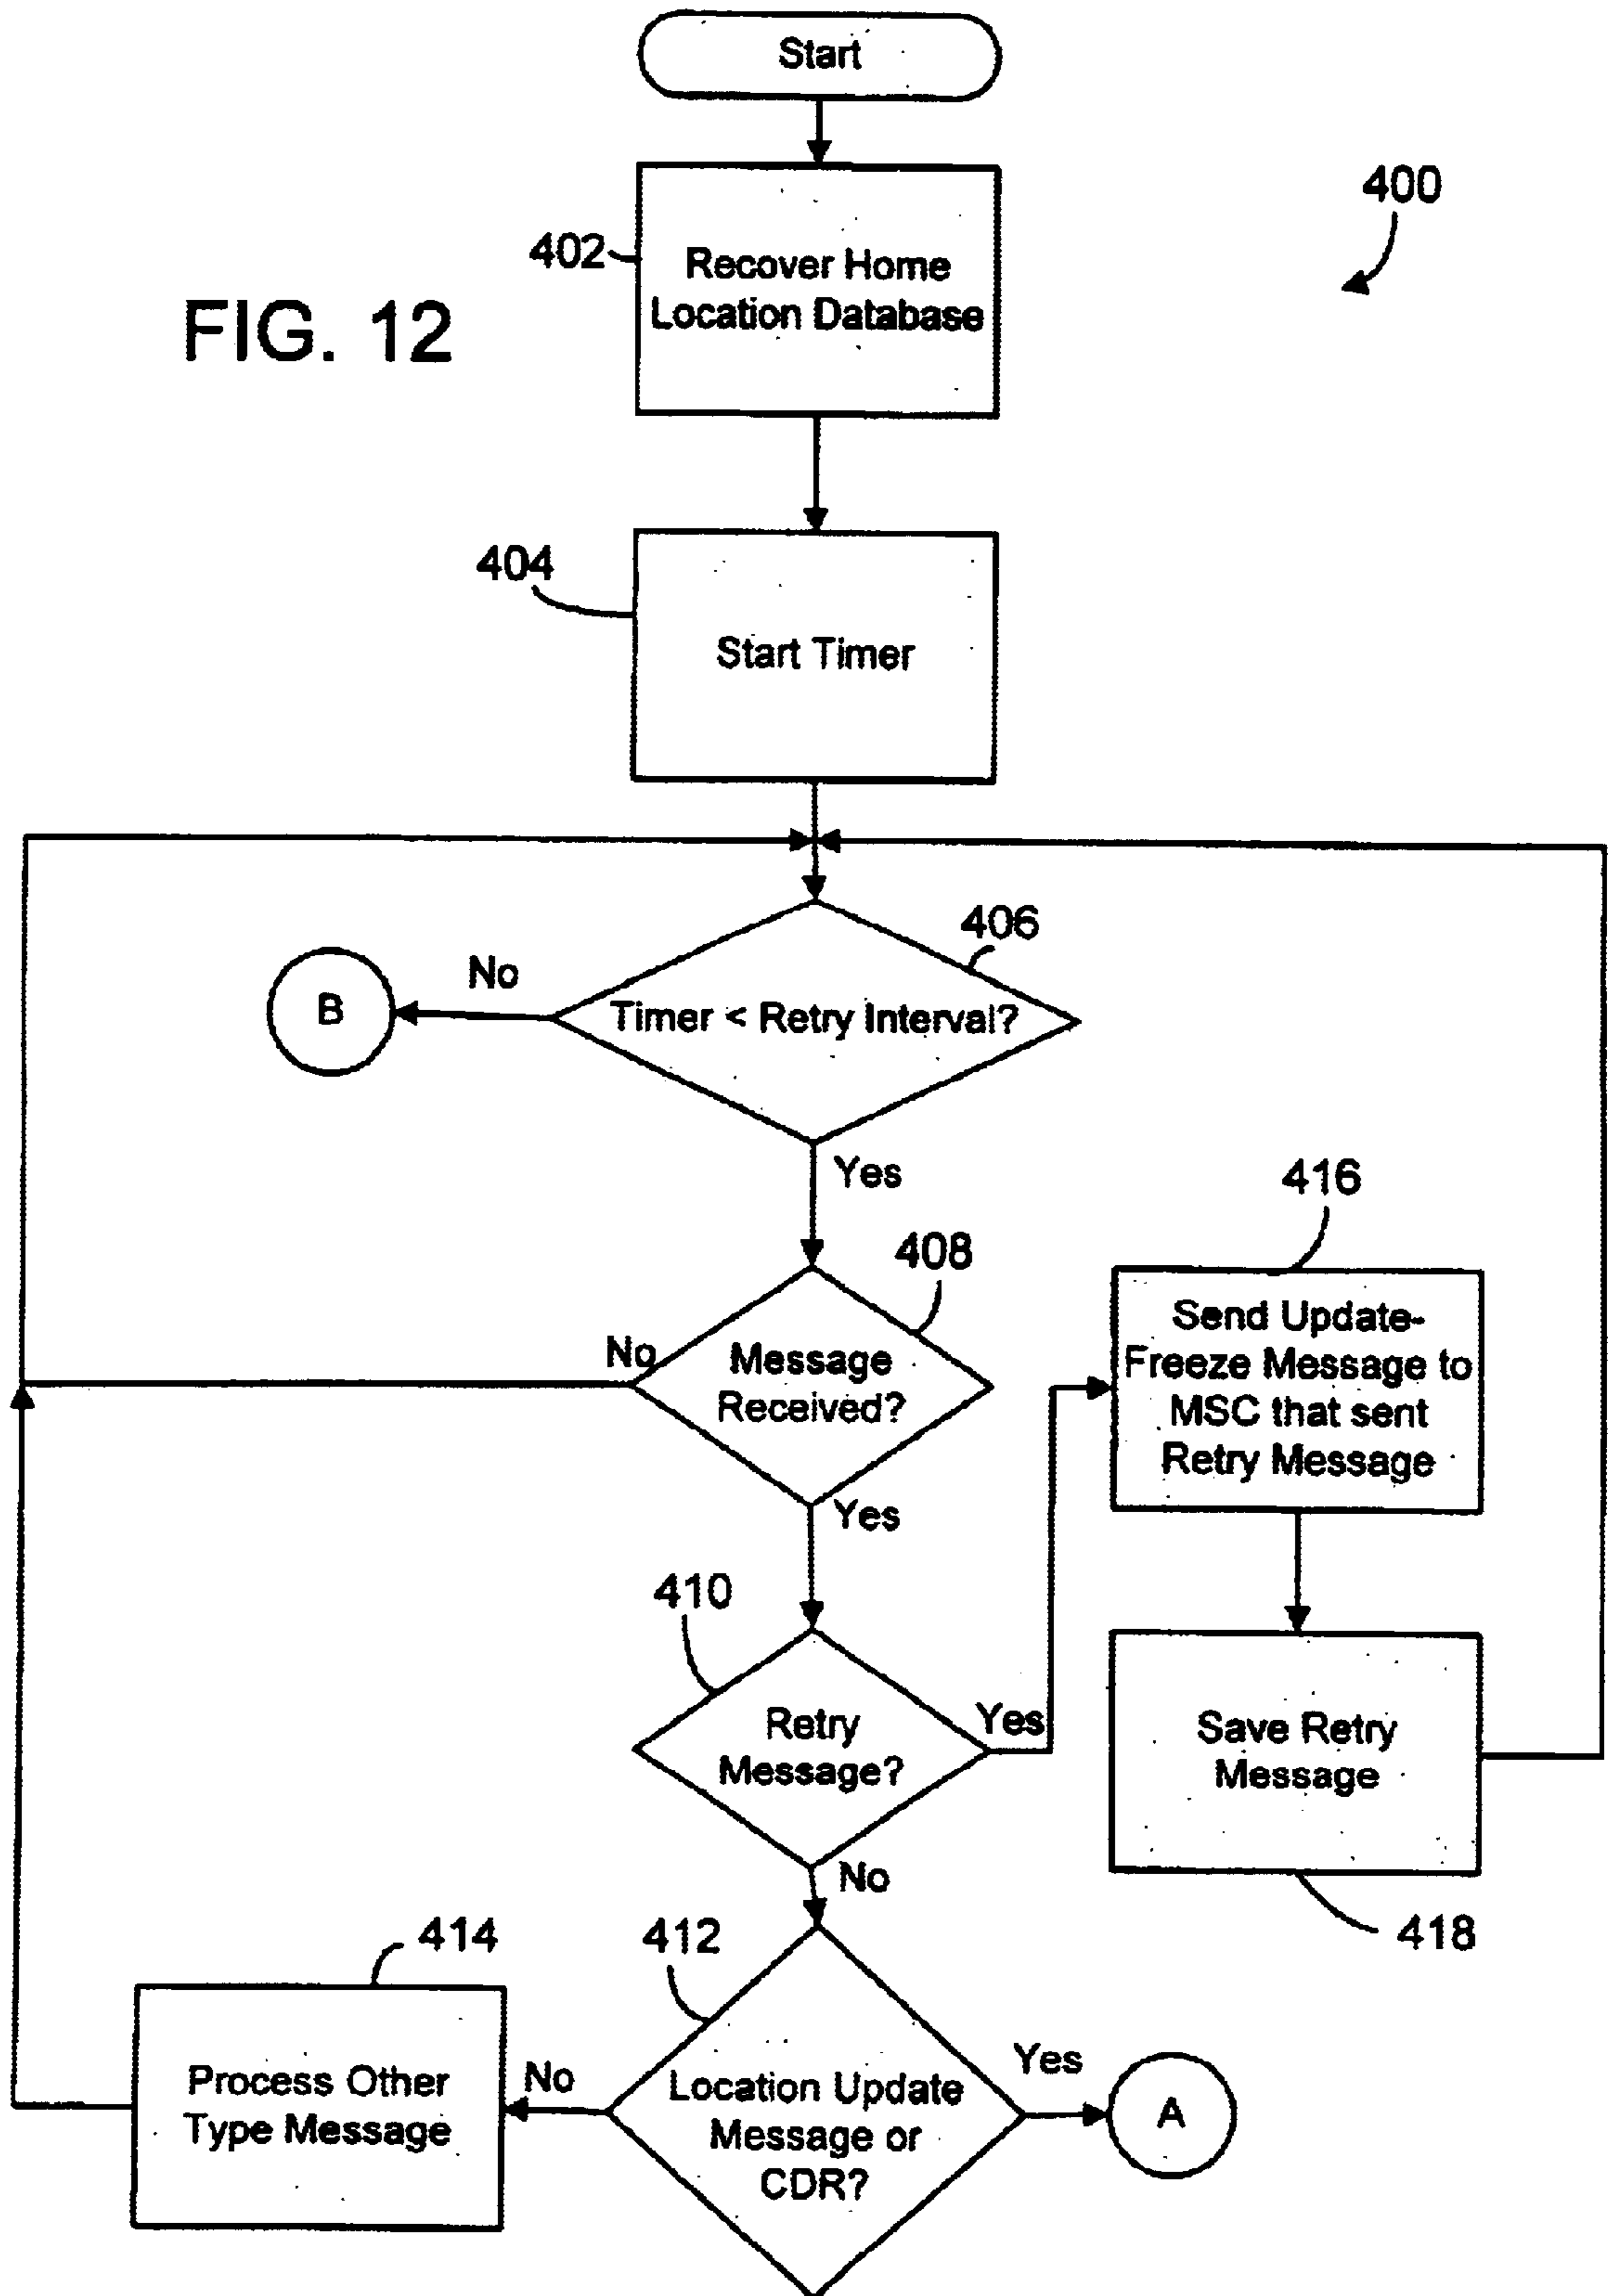 Start
400
402
Recover Home
Location Database
FIG. 12
404
Start Timer
406
No
B
Timer < Retry Interval?
Yes
416
408
Send Update-
Freeze Message to
MSC that sent
Retry Message
No
Message
Received?
Yes
410
Retry
Message?
Yes
Save Retry
Message
No
418
414
412
Process Other
Type Message
No
Location Update
Message or
CDR?
Yes
A